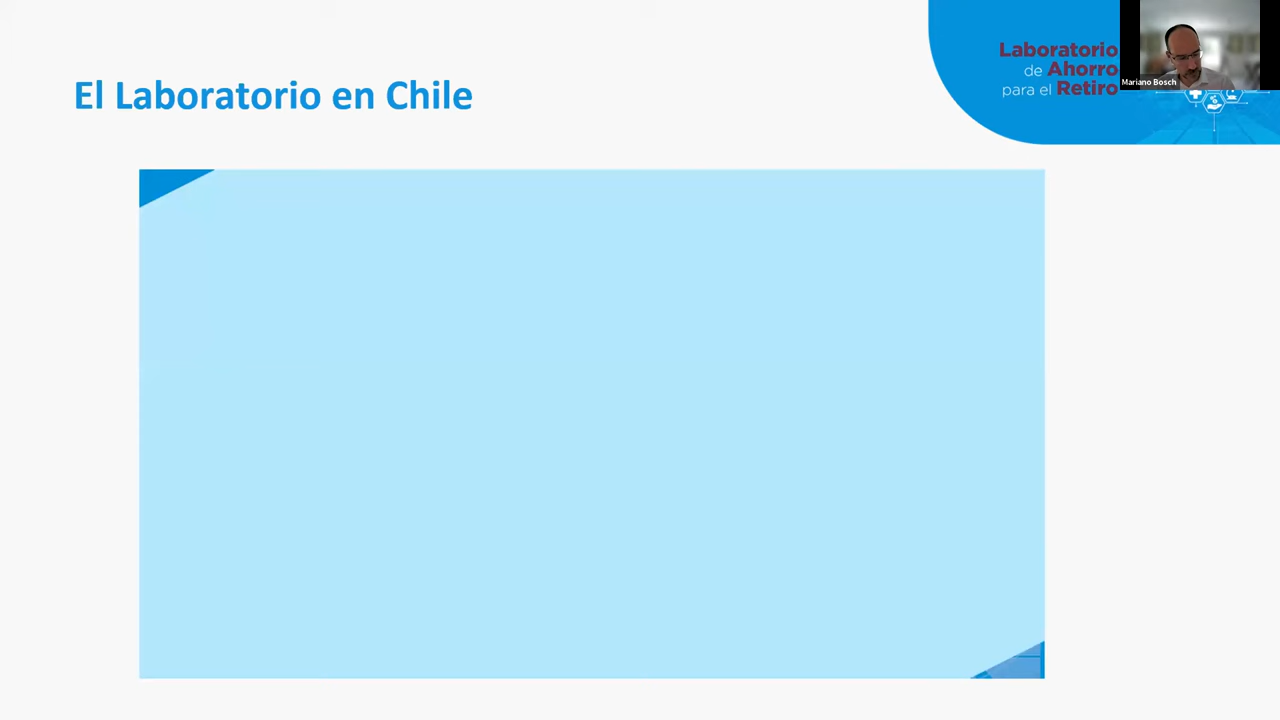 El Laboratorio en Chile
Laboratorio
de Ahorro
para el Retiro
Mariano Bosch